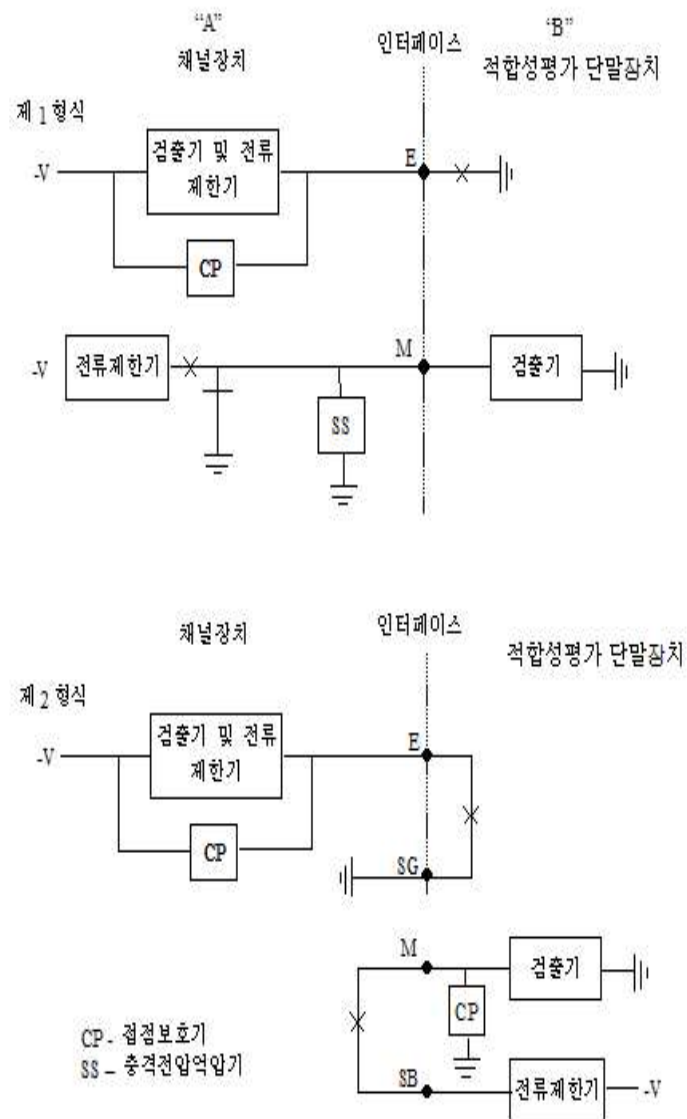 “A”
채널장치
인터페이스
‘B”
적합성평가 단말장치
제 1 형식
-V
검출기 및 전류
제한기
E
CP
-V
전류제한기
M
검출기
SS
채널장치
인터페이스
적합성평가 단말장치
제 2 형식
-V
검출기 및 전류
제한기
E
CP
SG
M
검출기
CP
SB
전류제한기
-V
CP - 접점보호기
SS – 충격전압억압기